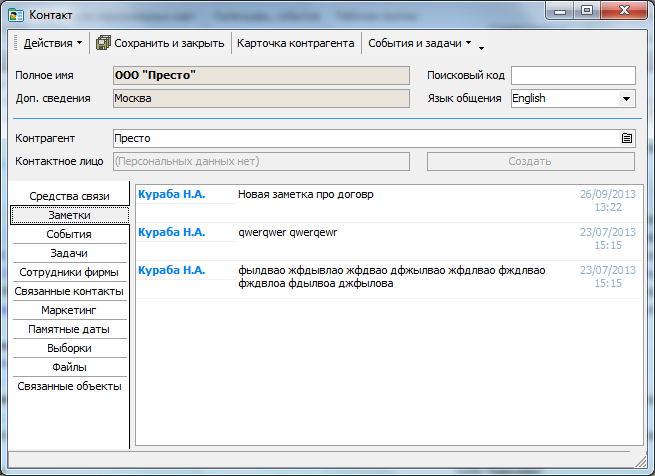 Контакт
Действия Сохранить и закрыть Карточка контрагента События и задачи
Полное имя ООО "Престо" Поисковый код
Доп. сведения Москва Язык общения English
Контрагент Престо
Контактное лицо (Персональных данных нет) Создать
Средства связи
Заметки
События
Задачи
Сотрудники фирмы
Связанные контакты
Маркетинг
Памятные даты
Выборки
Файлы
Связанные объекты
Кураба Н.А. Новая заметка про договр 26/09/2013
13:22
Кураба Н.А. qwerqwer qwerqewr 23/07/2013
15:15
Кураба Н.А. фылдвао жфдывлао жфдвао дфжылвао жфдлвао фждлвао 23/07/2013
фждвлоа фдылвоа джфылова 15:15